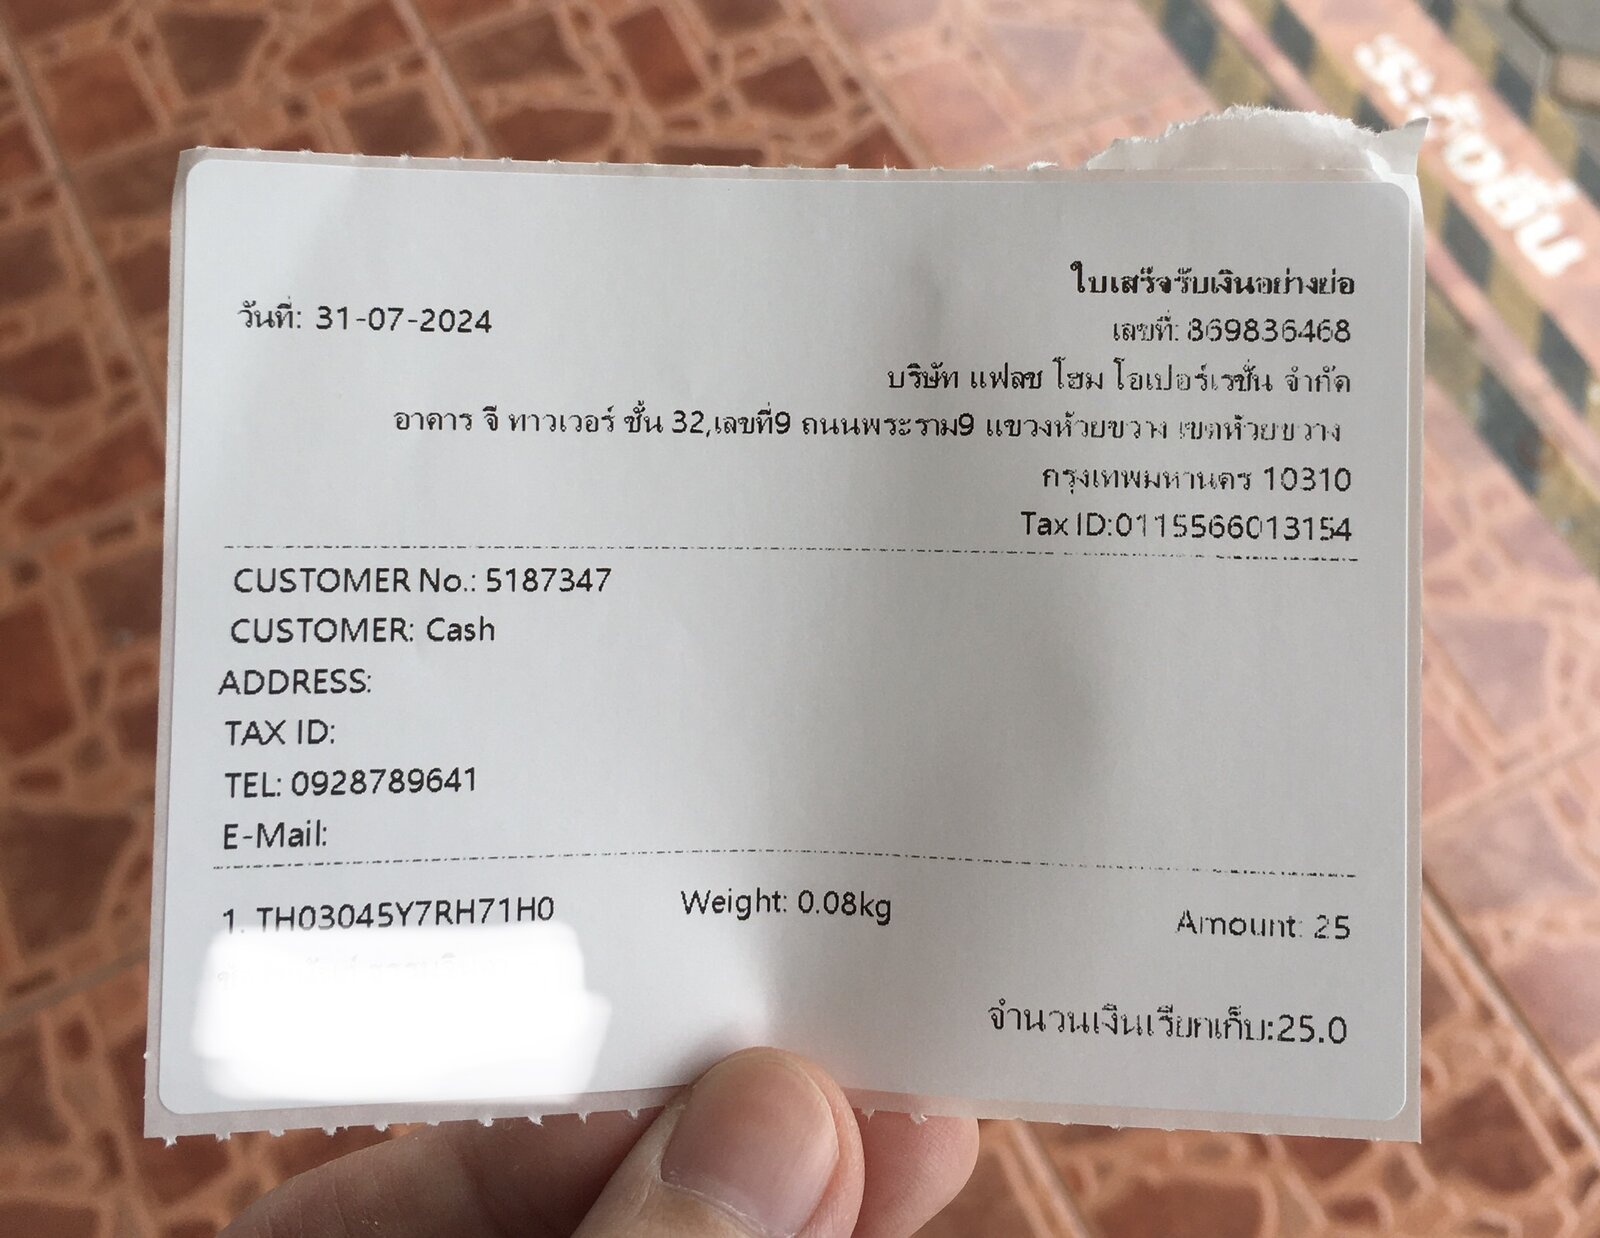 ระวังลื่น
ใบเสร็จรับเงินอย่างย่อ
วันที่: 31-07-2024
เลขที่: 869836468
บริษัท แฟลช โฮม โอเปอร์เรชั่น จำกัด
อาคาร จี ทาวเวอร์ ชั้น 32,เลขที่9 ถนนพระราม9 แขวงห้วยขวาง เขตห้วยขวาง
กรุงเทพมหานคร 10310
Tax ID:0115566013154
CUSTOMER No.: 5187347
CUSTOMER: Cash
ADDRESS:
TAX ID:
TEL: 0928789641
E-Mail:
1. TH03045Y7RH71H0 Weight: 0.08kg Amount: 25
จำนวนเงินเรียกเก็บ:25.0